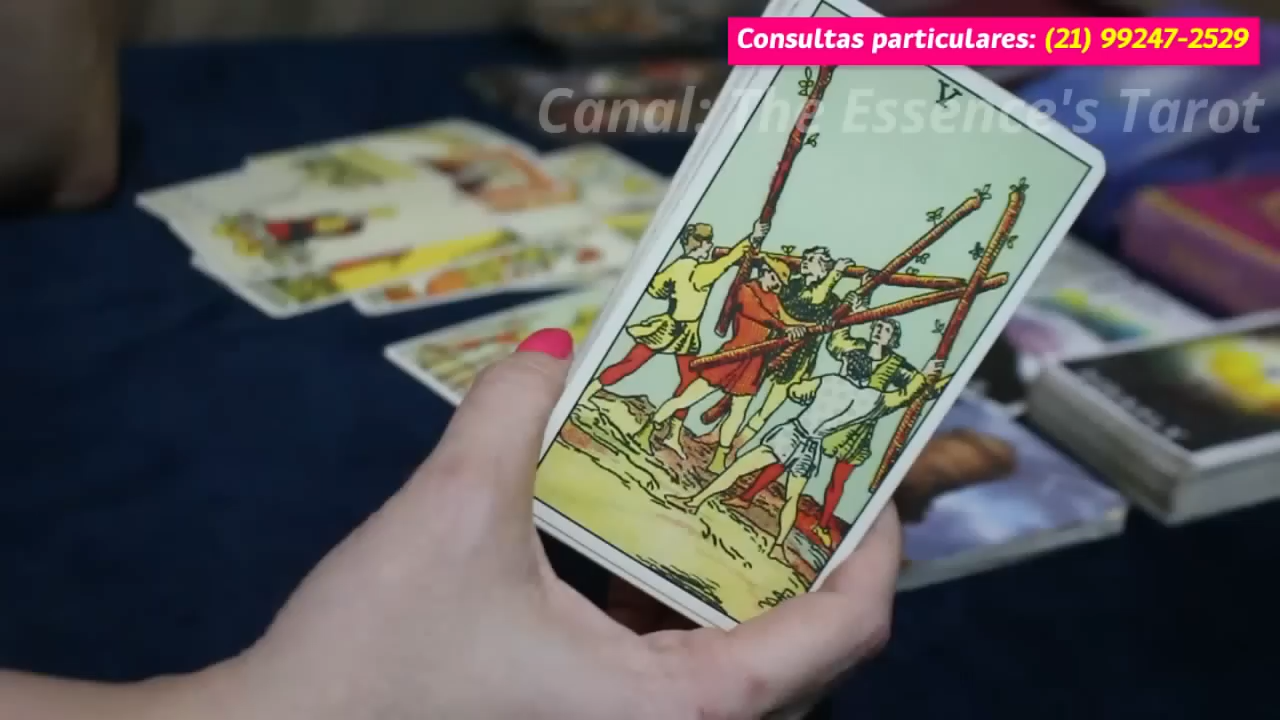 Consultas particulares: (21) 99247-2529
Canal: The Essence's Tarot
V